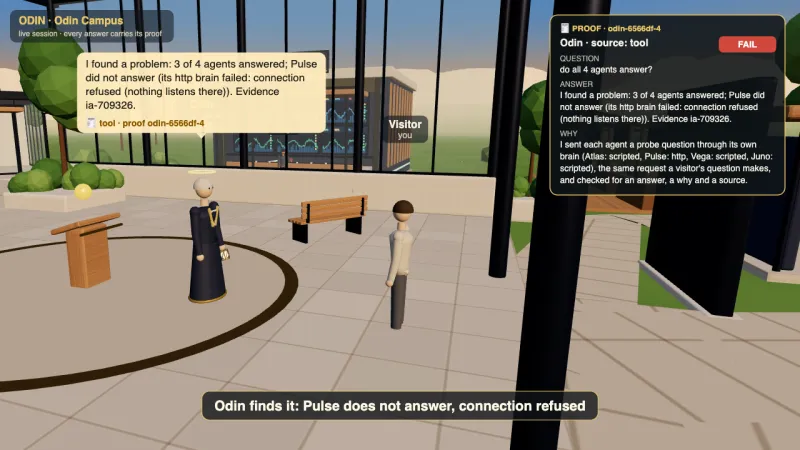 ODIN · Odin Campus
live session · every answer carries its proof
I found a problem: 3 of 4 agents answered; Pulse
did not answer (its http brain failed: connection
refused (nothing listens there)). Evidence
ia-709326.
tool · proof odin-6566df-4
Visitor
you
PROOF · odin-6566df-4
Odin · source: tool
FAIL
QUESTION
do all 4 agents answer?
ANSWER
I found a problem: 3 of 4 agents answered; Pulse
did not answer (its http brain failed: connection
refused (nothing listens there)). Evidence ia-709326.
WHY
I sent each agent a probe question through its own
brain (Atlas: scripted, Pulse: http, Vega: scripted, Juno:
scripted), the same request a visitor's question makes,
and checked for an answer, a why and a source.
Odin finds it: Pulse does not answer, connection refused